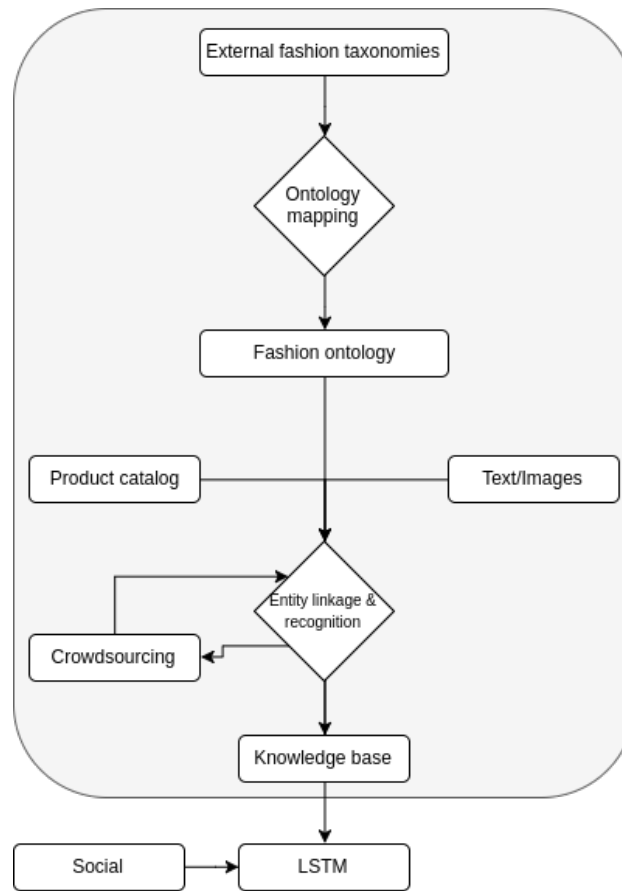 External fashion taxonomies
Ontology
mapping
Fashion ontology
Product catalog
Text/Images
Entity linkage &
recognition
Crowdsourcing
Knowledge base
Social
LSTM